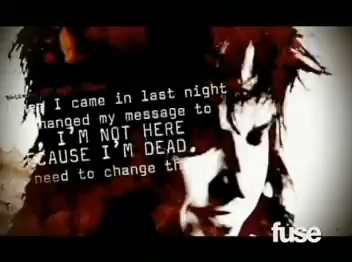 I came in last night
hanged my message to
I'M NOT HERE
CAUSE I'M DEAD.
need to change th
fuse